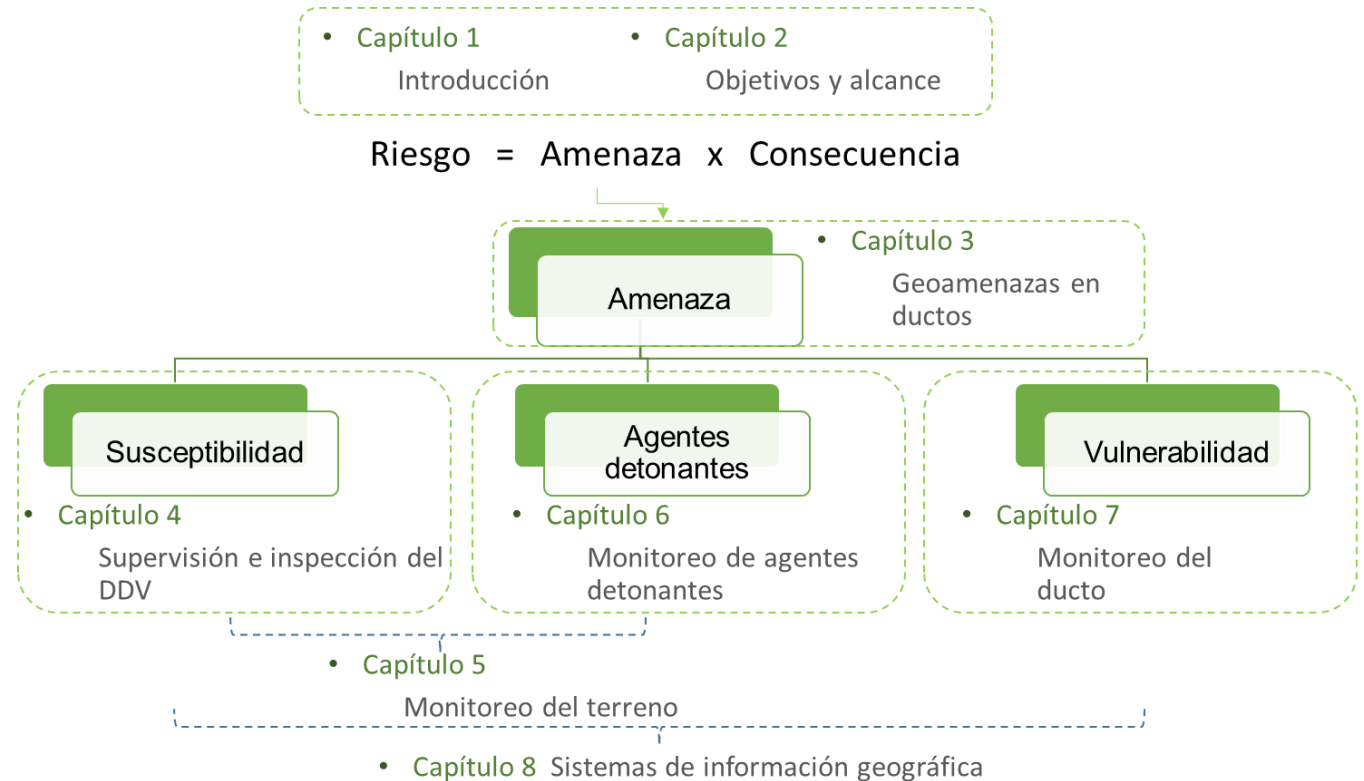 • Capítulo 1
Introducción
• Capítulo 2
Objetivos y alcance
Riesgo = Amenaza x Consecuencia
Amenaza
• Capítulo 3
Geoamenazas en
ductos
Susceptibilidad
• Capítulo 4
Supervisión e inspección del
DDV
Agentes
detonantes
• Capítulo 6
Monitoreo de agentes
detonantes
Vulnerabilidad
• Capítulo 7
Monitoreo del
ducto
• Capítulo 5
Monitoreo del terreno
• Capítulo 8 Sistemas de información geográfica